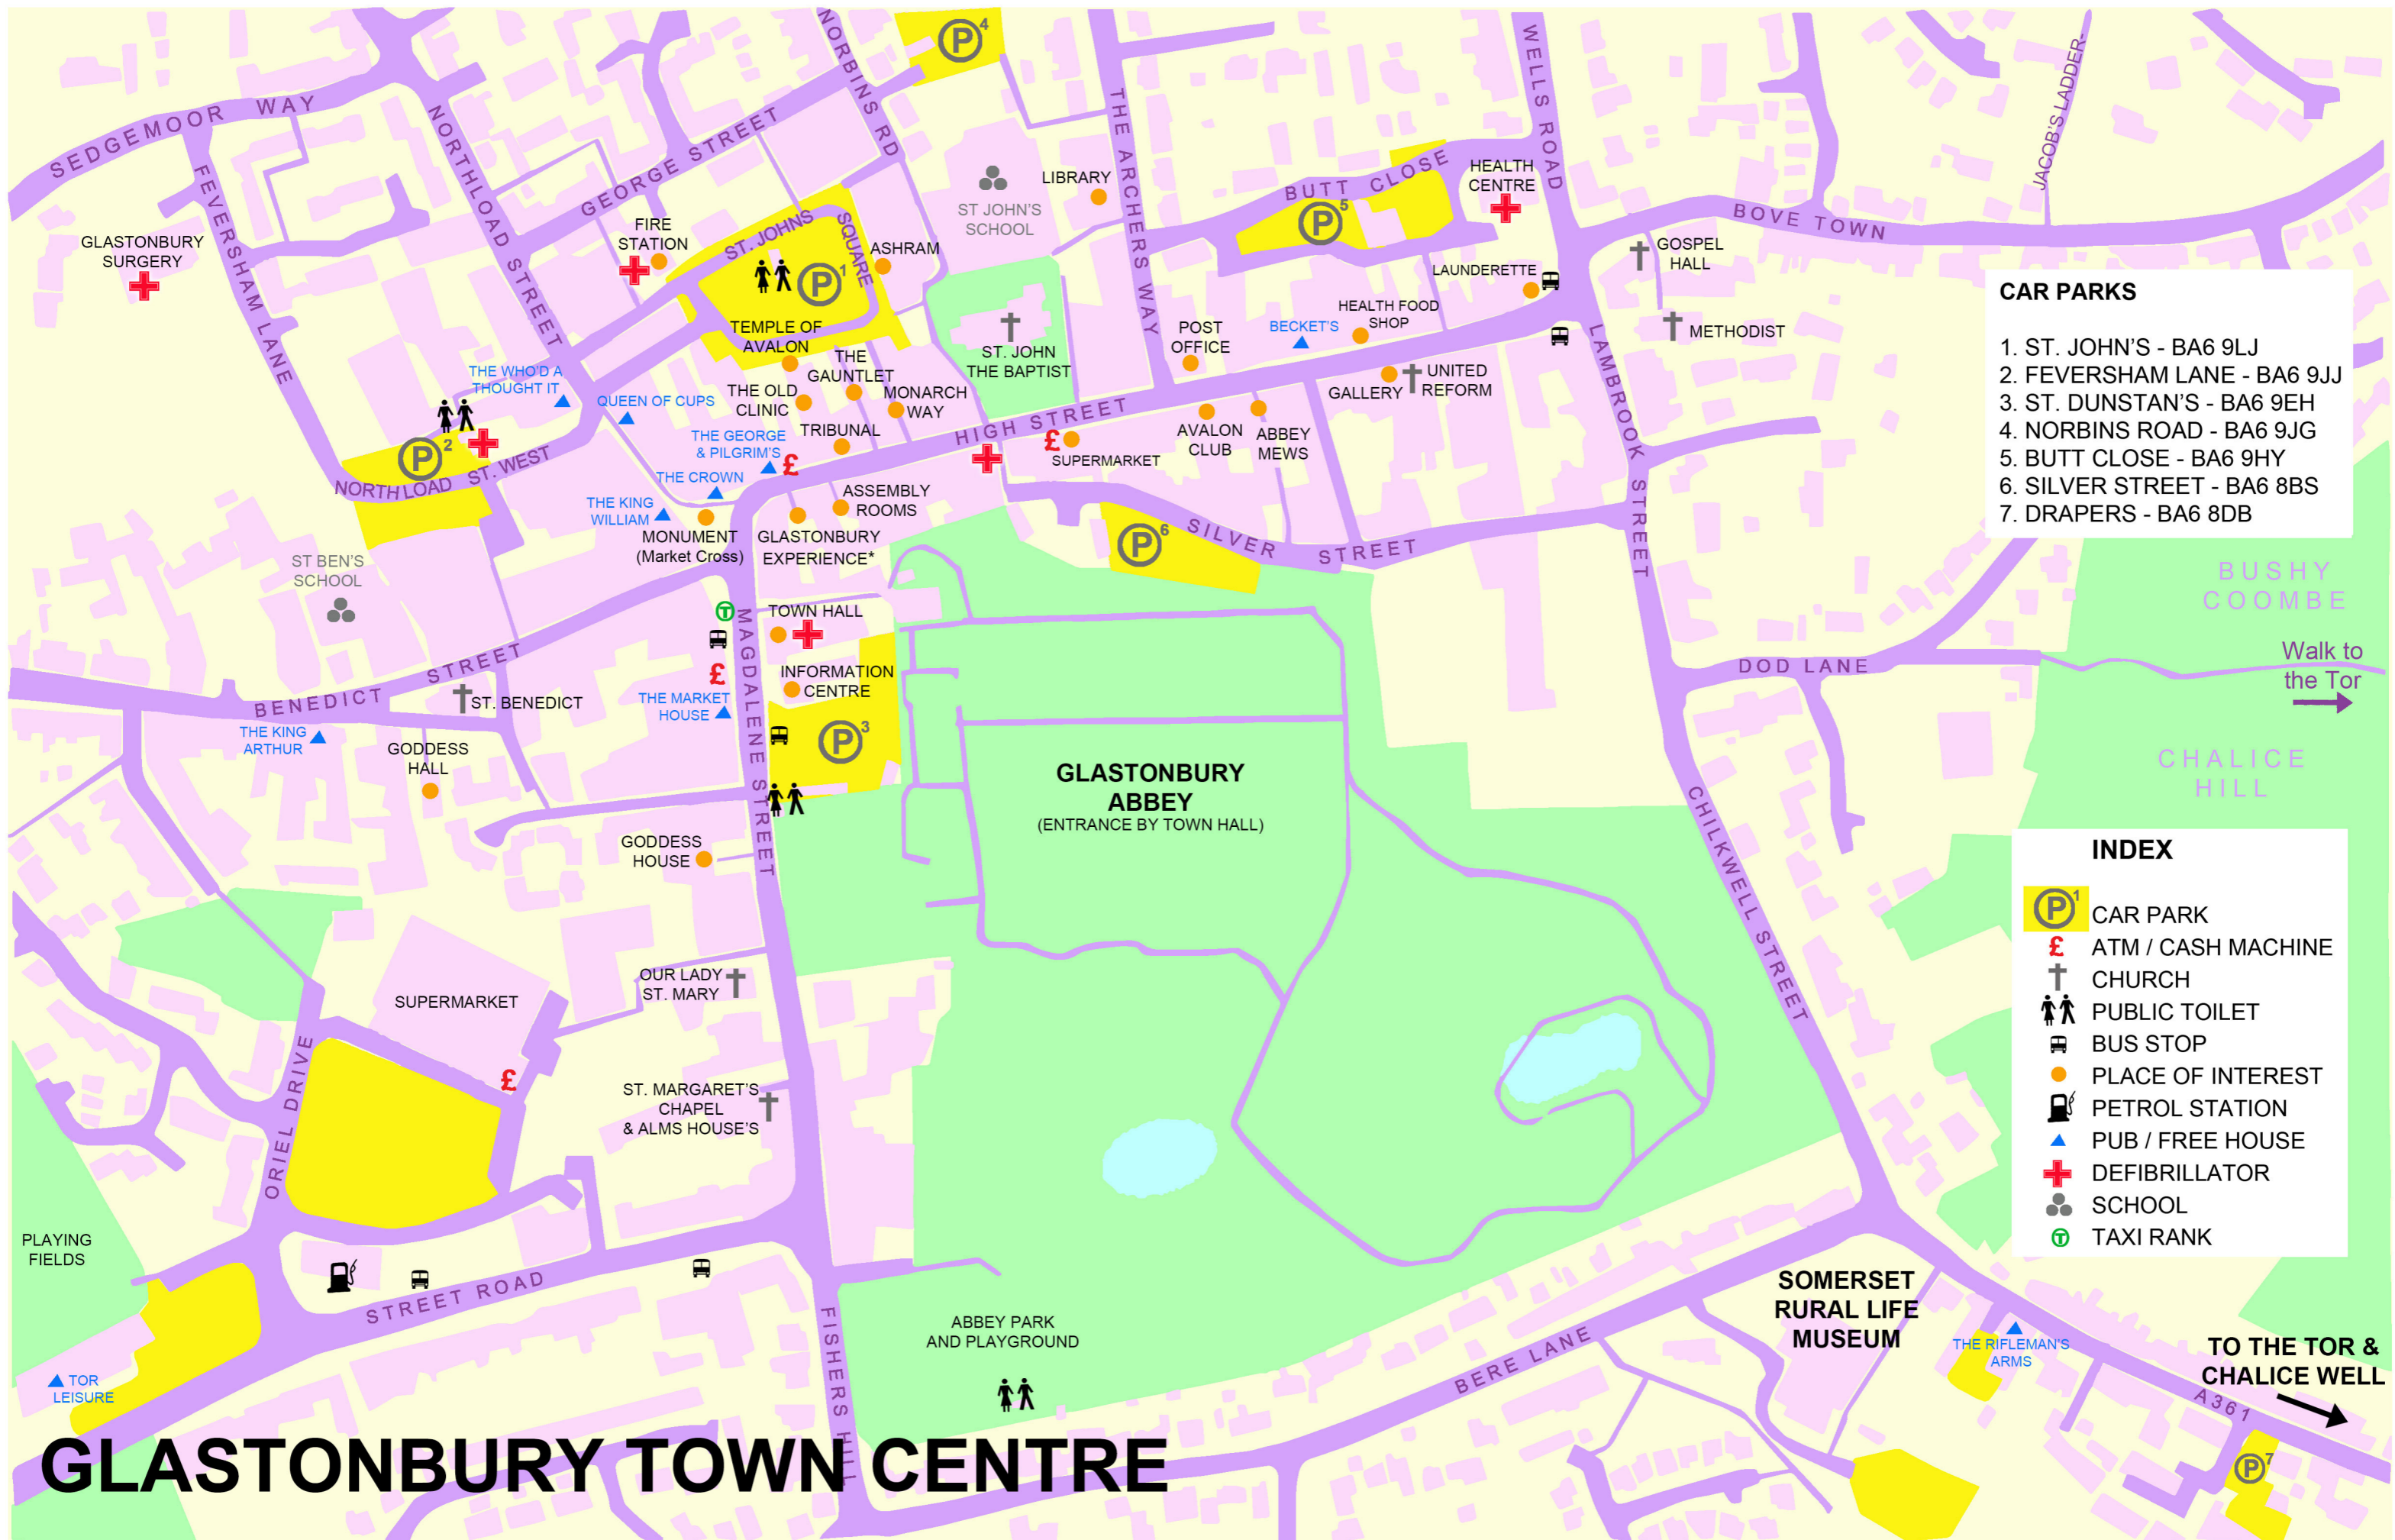 NORBINS RD
4
P
WELLS ROAD
JACOB'S LADDER-
SEDGEMOOR WAY
NORTHLOAD STREET
GEORGE STREET
THE ARCHERS WAY
FEVERSHAM LANE
LIBRARY
ST JOHN'S
SCHOOL
BUTT CLOSE
P
5
HEALTH
CENTRE
BOVE TOWN
GLASTONBURY
SURGERY
FIRE
STATION
ST. JOHNS
SQUARE
P
1
ASHRAM
GOSPEL
HALL
LAUNDERETTE
METHODIST
TEMPLE OF
AVALON
THE
GAUNTLET
ST. JOHN
THE BAPTIST
POST
OFFICE
BECKET'S
HEALTH FOOD
SHOP
LAMBROOK STREET
CAR PARKS
1. ST. JOHN'S - BA6 9LJ
2. FEVERSHAM LANE - BA6 9JJ
3. ST. DUNSTAN'S - BA6 9EH
4. NORBINS ROAD - BA6 9JG
5. BUTT CLOSE - BA6 9HY
6. SILVER STREET - BA6 8BS
7. DRAPERS - BA6 8DB
THE WHO'D A
THOUGHT IT
QUEEN OF CUPS
THE OLD
CLINIC
MONARCH
WAY
GALLERY
UNITED
REFORM
HIGH STREET
P
2
NORTHLOAD ST. WEST
THE GEORGE
& PILGRIM'S
£
TRIBUNAL
£
SUPERMARKET
AVALON
CLUB
ABBEY
MEWS
THE CROWN
THE KING
WILLIAM
MONUMENT
(Market Cross)
ASSEMBLY
ROOMS
GLASTONBURY
EXPERIENCE*
P
6
SILVER STREET
ST BEN'S
SCHOOL
BUSHY
COOMBE
T
TOWN HALL
MAGDALENE STREET
£
INFORMATION
CENTRE
THE MARKET
HOUSE
P
3
BENEDICT STREET
ST. BENEDICT
THE KING
ARTHUR
GODDESS
HALL
DOD LANE
Walk to
the Tor
CHALICE
HILL
GLASTONBURY
ABBEY
(ENTRANCE BY TOWN HALL)
GODDESS
HOUSE
CHILKWELL STREET
INDEX
P
1
CAR PARK
£ ATM / CASH MACHINE
CHURCH
PUBLIC TOILET
BUS STOP
PLACE OF INTEREST
PETROL STATION
PUB / FREE HOUSE
DEFIBRILLATOR
SCHOOL
T TAXI RANK
SUPERMARKET
OUR LADY
ST. MARY
£
ORIEL DRIVE
ST. MARGARET'S
CHAPEL
& ALMS HOUSE'S
PLAYING
FIELDS
STREET ROAD
TOR
LEISURE
FISHERS HILL
ABBEY PARK
AND PLAYGROUND
BERE LANE
SOMERSET
RURAL LIFE
MUSEUM
THE RIFLEMAN'S
ARMS
TO THE TOR &
CHALICE WELL
A361
P
7
GLASTONBURY TOWN CENTRE